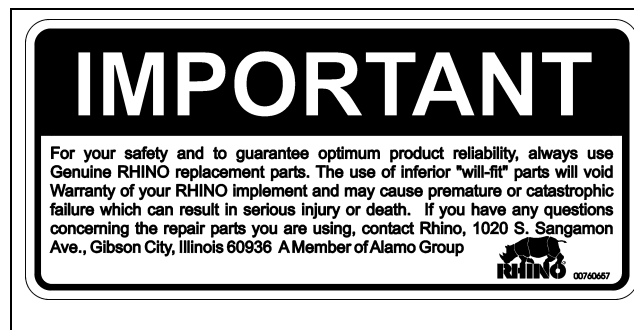 IMPORTANT
For your safety and to guarantee optimum product reliability, always use
Genuine RHINO replacement parts. The use of inferior "will-fit" parts will void
Warranty of your RHINO implement and may cause premature or catastrophic
failure which can result in serious injury or death. If you have any questions
concerning the repair parts you are using, contact Rhino, 1020 S. Sangamon
Ave., Gibson City, Illinois 60936 A Member of Alamo Group
RHINO® 00760657